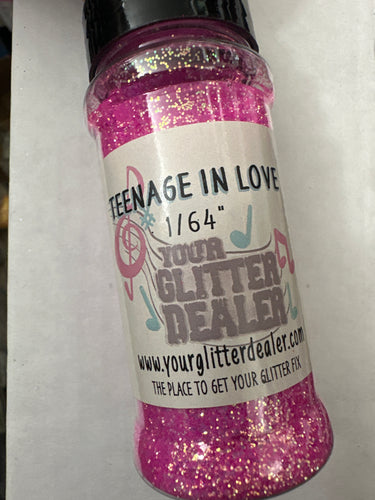 TEENAGE IN LOVE
1/64"
YOUR
GLITTER
DEALER
www.yourglitterdealer.com
THE PLACE TO GET YOUR GLITTER FIX